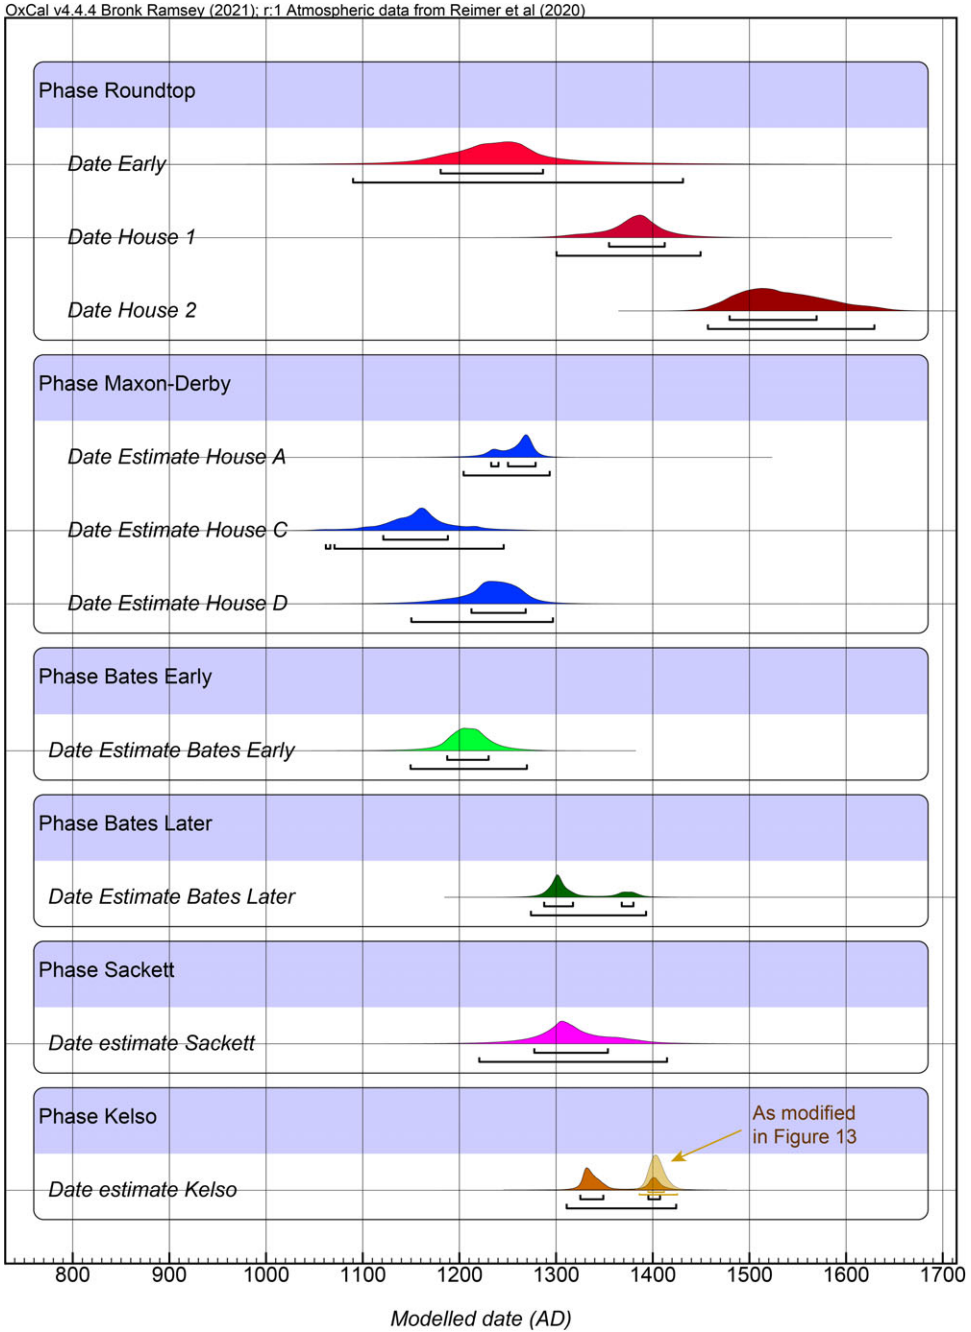 OxCal v4.4.4 Bronk Ramsey (2021); r:1 Atmospheric data from Reimer et al (2020)
Phase Roundtop
Date Early
Date House 1
Date House 2
Phase Maxon-Derby
Date Estimate House A
Date Estimate House C
Date Estimate House D
Phase Bates Early
Date Estimate Bates Early
Phase Bates Later
Date Estimate Bates Later
Phase Sackett
Date estimate Sackett
Phase Kelso
As modified
in Figure 13
Date estimate Kelso
800 900 1000 1100 1200 1300 1400 1500 1600 1700
Modelled date (AD)